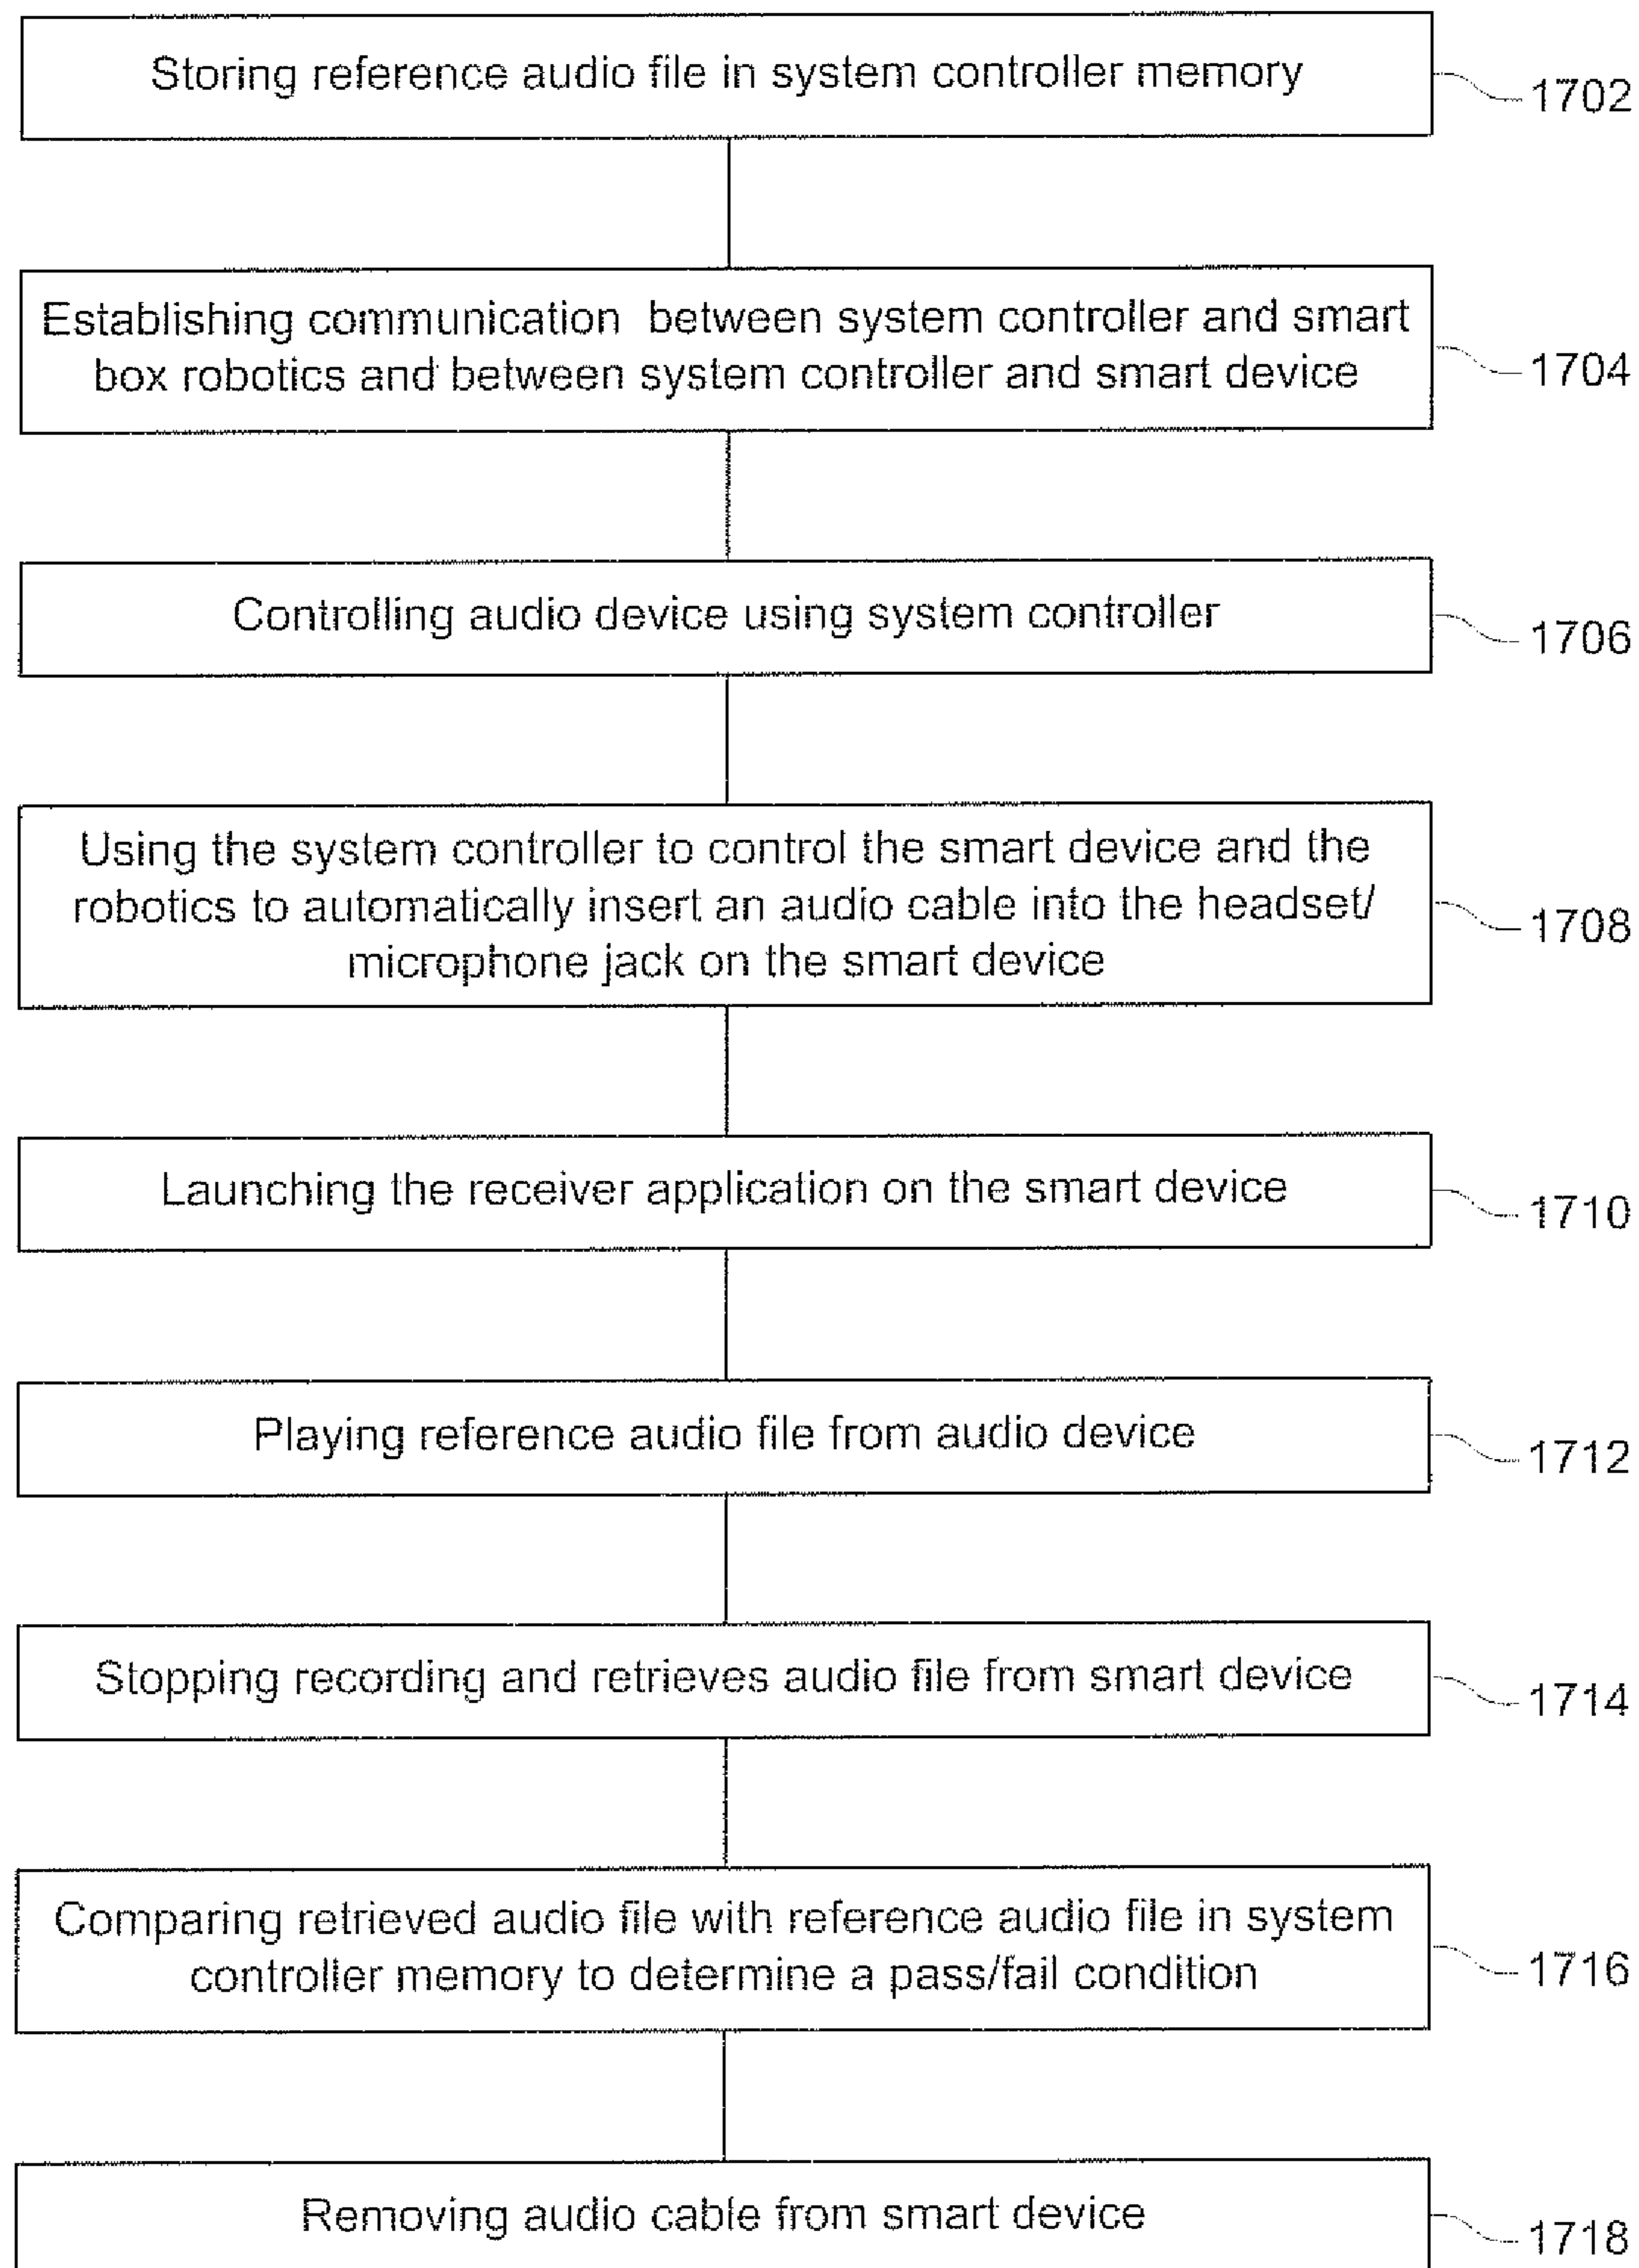 Storing reference audio file in system controller memory
1702
Establishing communication between system controller and smart
box robotics and between system controller and smart device
1704
Controlling audio device using system controller
1706
Using the system controller to control the smart device and the
robotics to automatically insert an audio cable into the headset/
microphone jack on the smart device
1708
Launching the receiver application on the smart device
1710
Playing reference audio file from audio device
1712
Stopping recording and retrieves audio file from smart device
1714
Comparing retrieved audio file with reference audio file in system
controller memory to determine a pass/fail condition
1716
Removing audio cable from smart device
1718